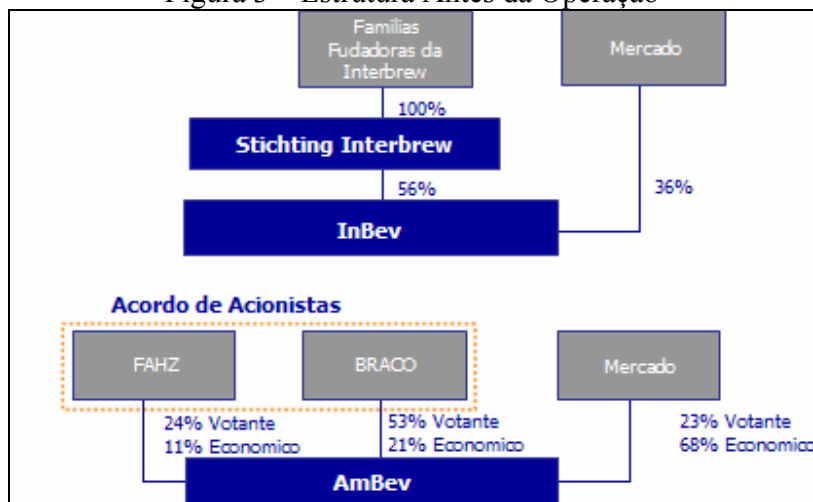 Figura 3 – Estrutura Antes da Operação
Familias
Fudadoras da
Interbrew
Mercado
100%
Stichting Interbrew
56%
36%
InBev
Acordo de Acionistas
FAHZ
BRACO
Mercado
24% Votante
11% Economico
53% Votante
21% Economico
23% Votante
68% Economico
AmBev